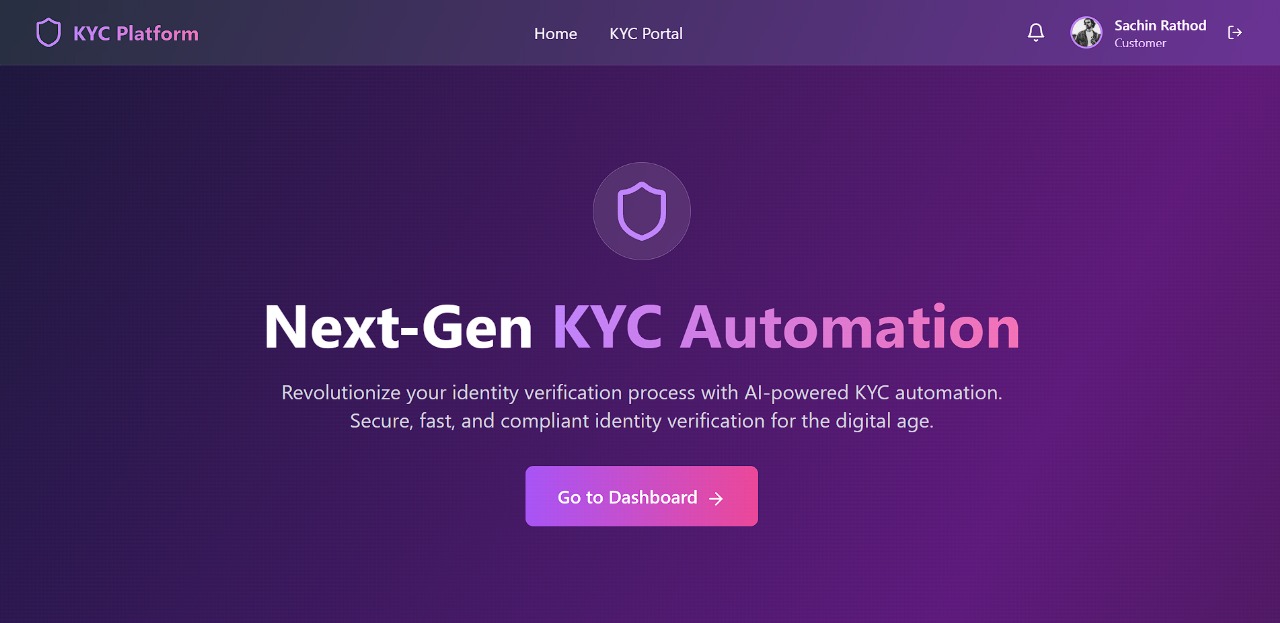 KYC Platform
Home
KYC Portal
Sachin Rathod
Customer
Next-Gen KYC Automation
Revolutionize your identity verification process with AI-powered KYC automation.
Secure, fast, and compliant identity verification for the digital age.
Go to Dashboard →